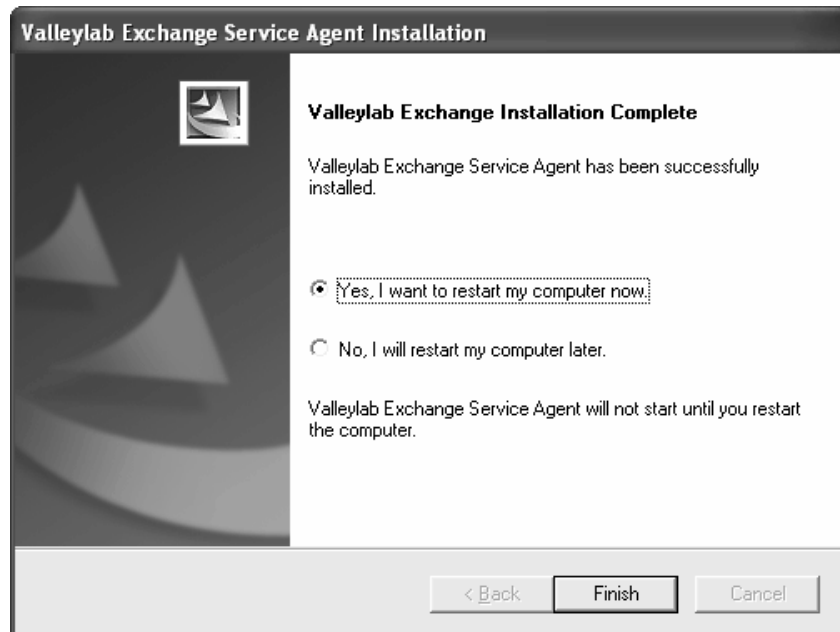 Valleylab Exchange Service Agent Installation
Valleylab Exchange Installation Complete
Valleylab Exchange Service Agent has been successfully
installed.
Yes, I want to restart my computer now.
No, I will restart my computer later.
Valleylab Exchange Service Agent will not start until you restart
the computer.
< Back Finish Cancel